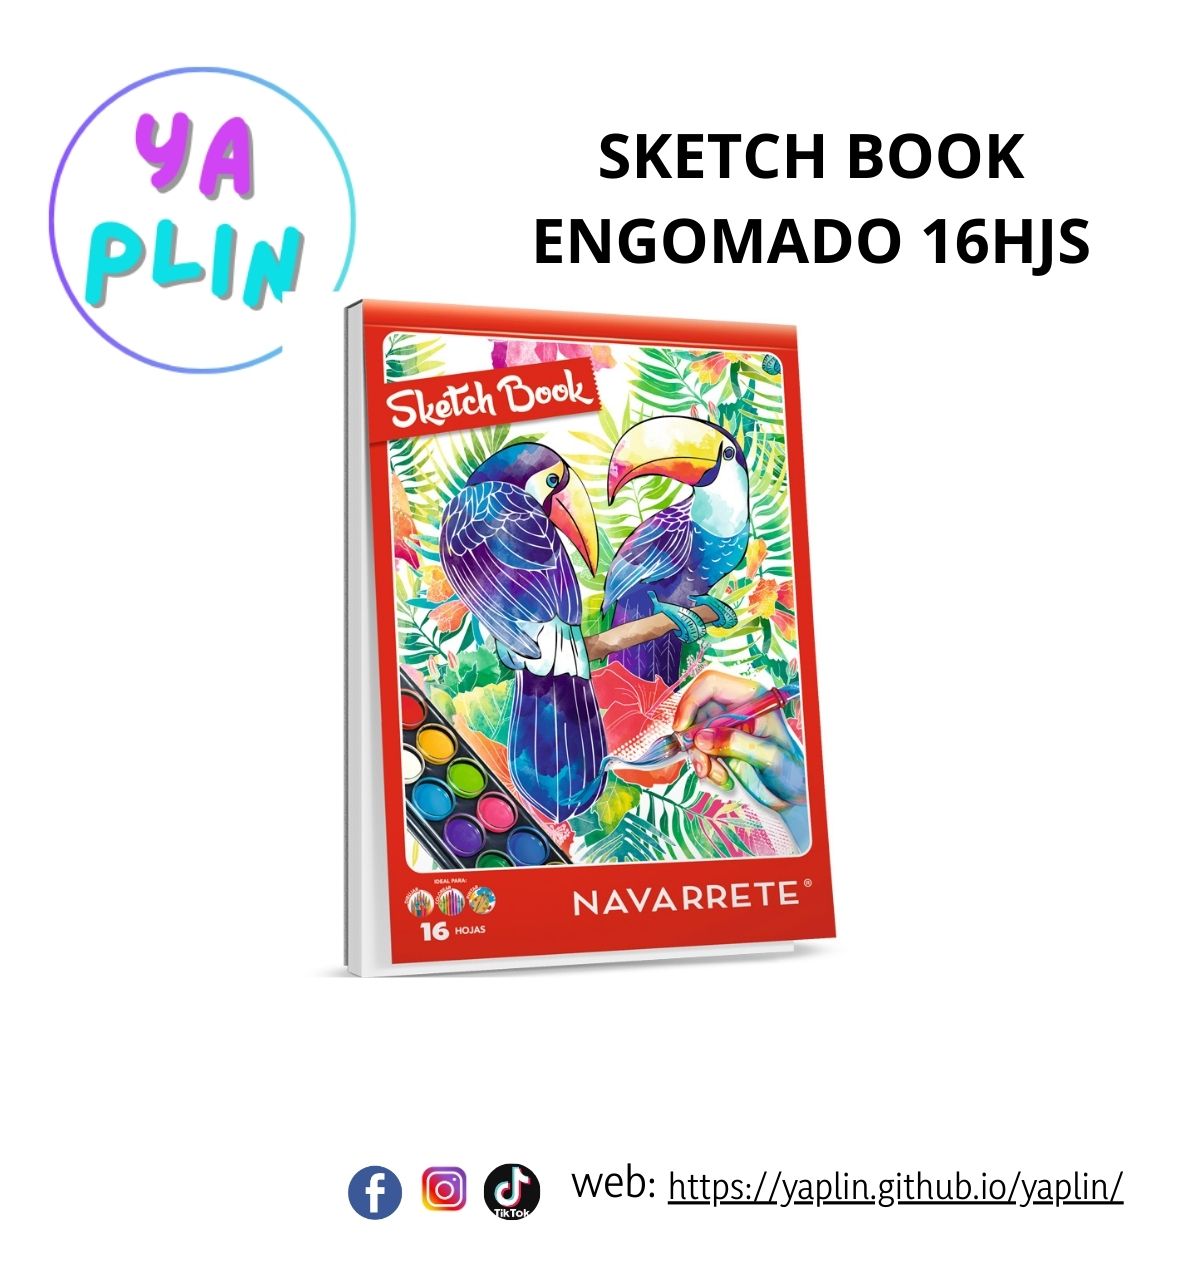 YA
PLIN
SKETCH BOOK
ENGOMADO 16HJS
Sketch Book
IDEAL PARA:
NAVARRETE®
16 HOJAS
TikTok
web: https://yaplin.github.io/yaplin/